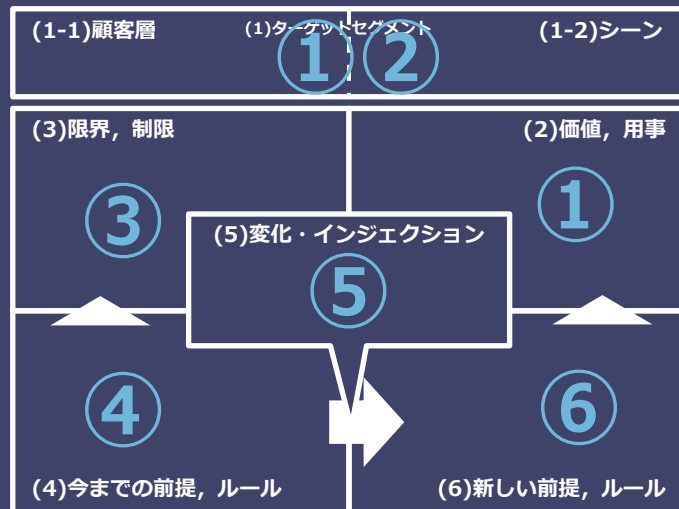 (1-1)顧客層
(1)ターゲットセグメント
(1-2)シーン
①
②
(3)限界，制限
(2)価値，用事
③
①
(5)変化・インジェクション
⑤
④
⑥
(4)今までの前提，ルール
(6)新しい前提，ルール